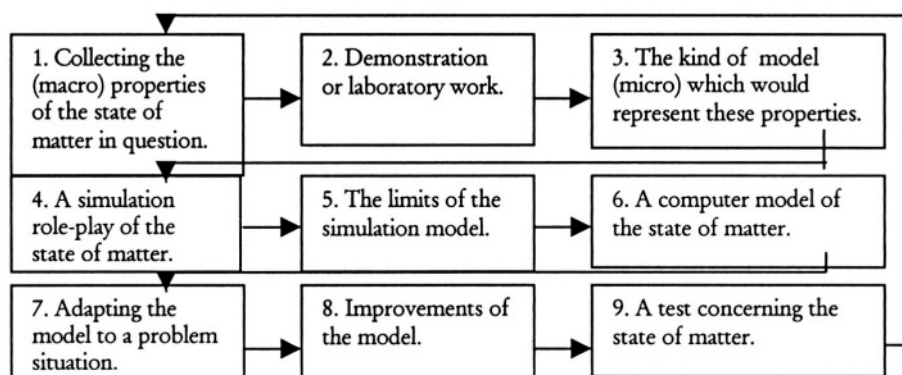 1. Collecting the
(macro) properties
of the state of
matter in question.
2. Demonstration
or laboratory work.
3. The kind of model
(micro) which would
represent these properties.
4. A simulation
role-play of the
state of matter.
5. The limits of the
simulation model.
6. A computer model of
the state of matter.
7. Adapting the
model to a problem
situation.
8. Improvements of
the model.
9. A test concerning the
state of matter.